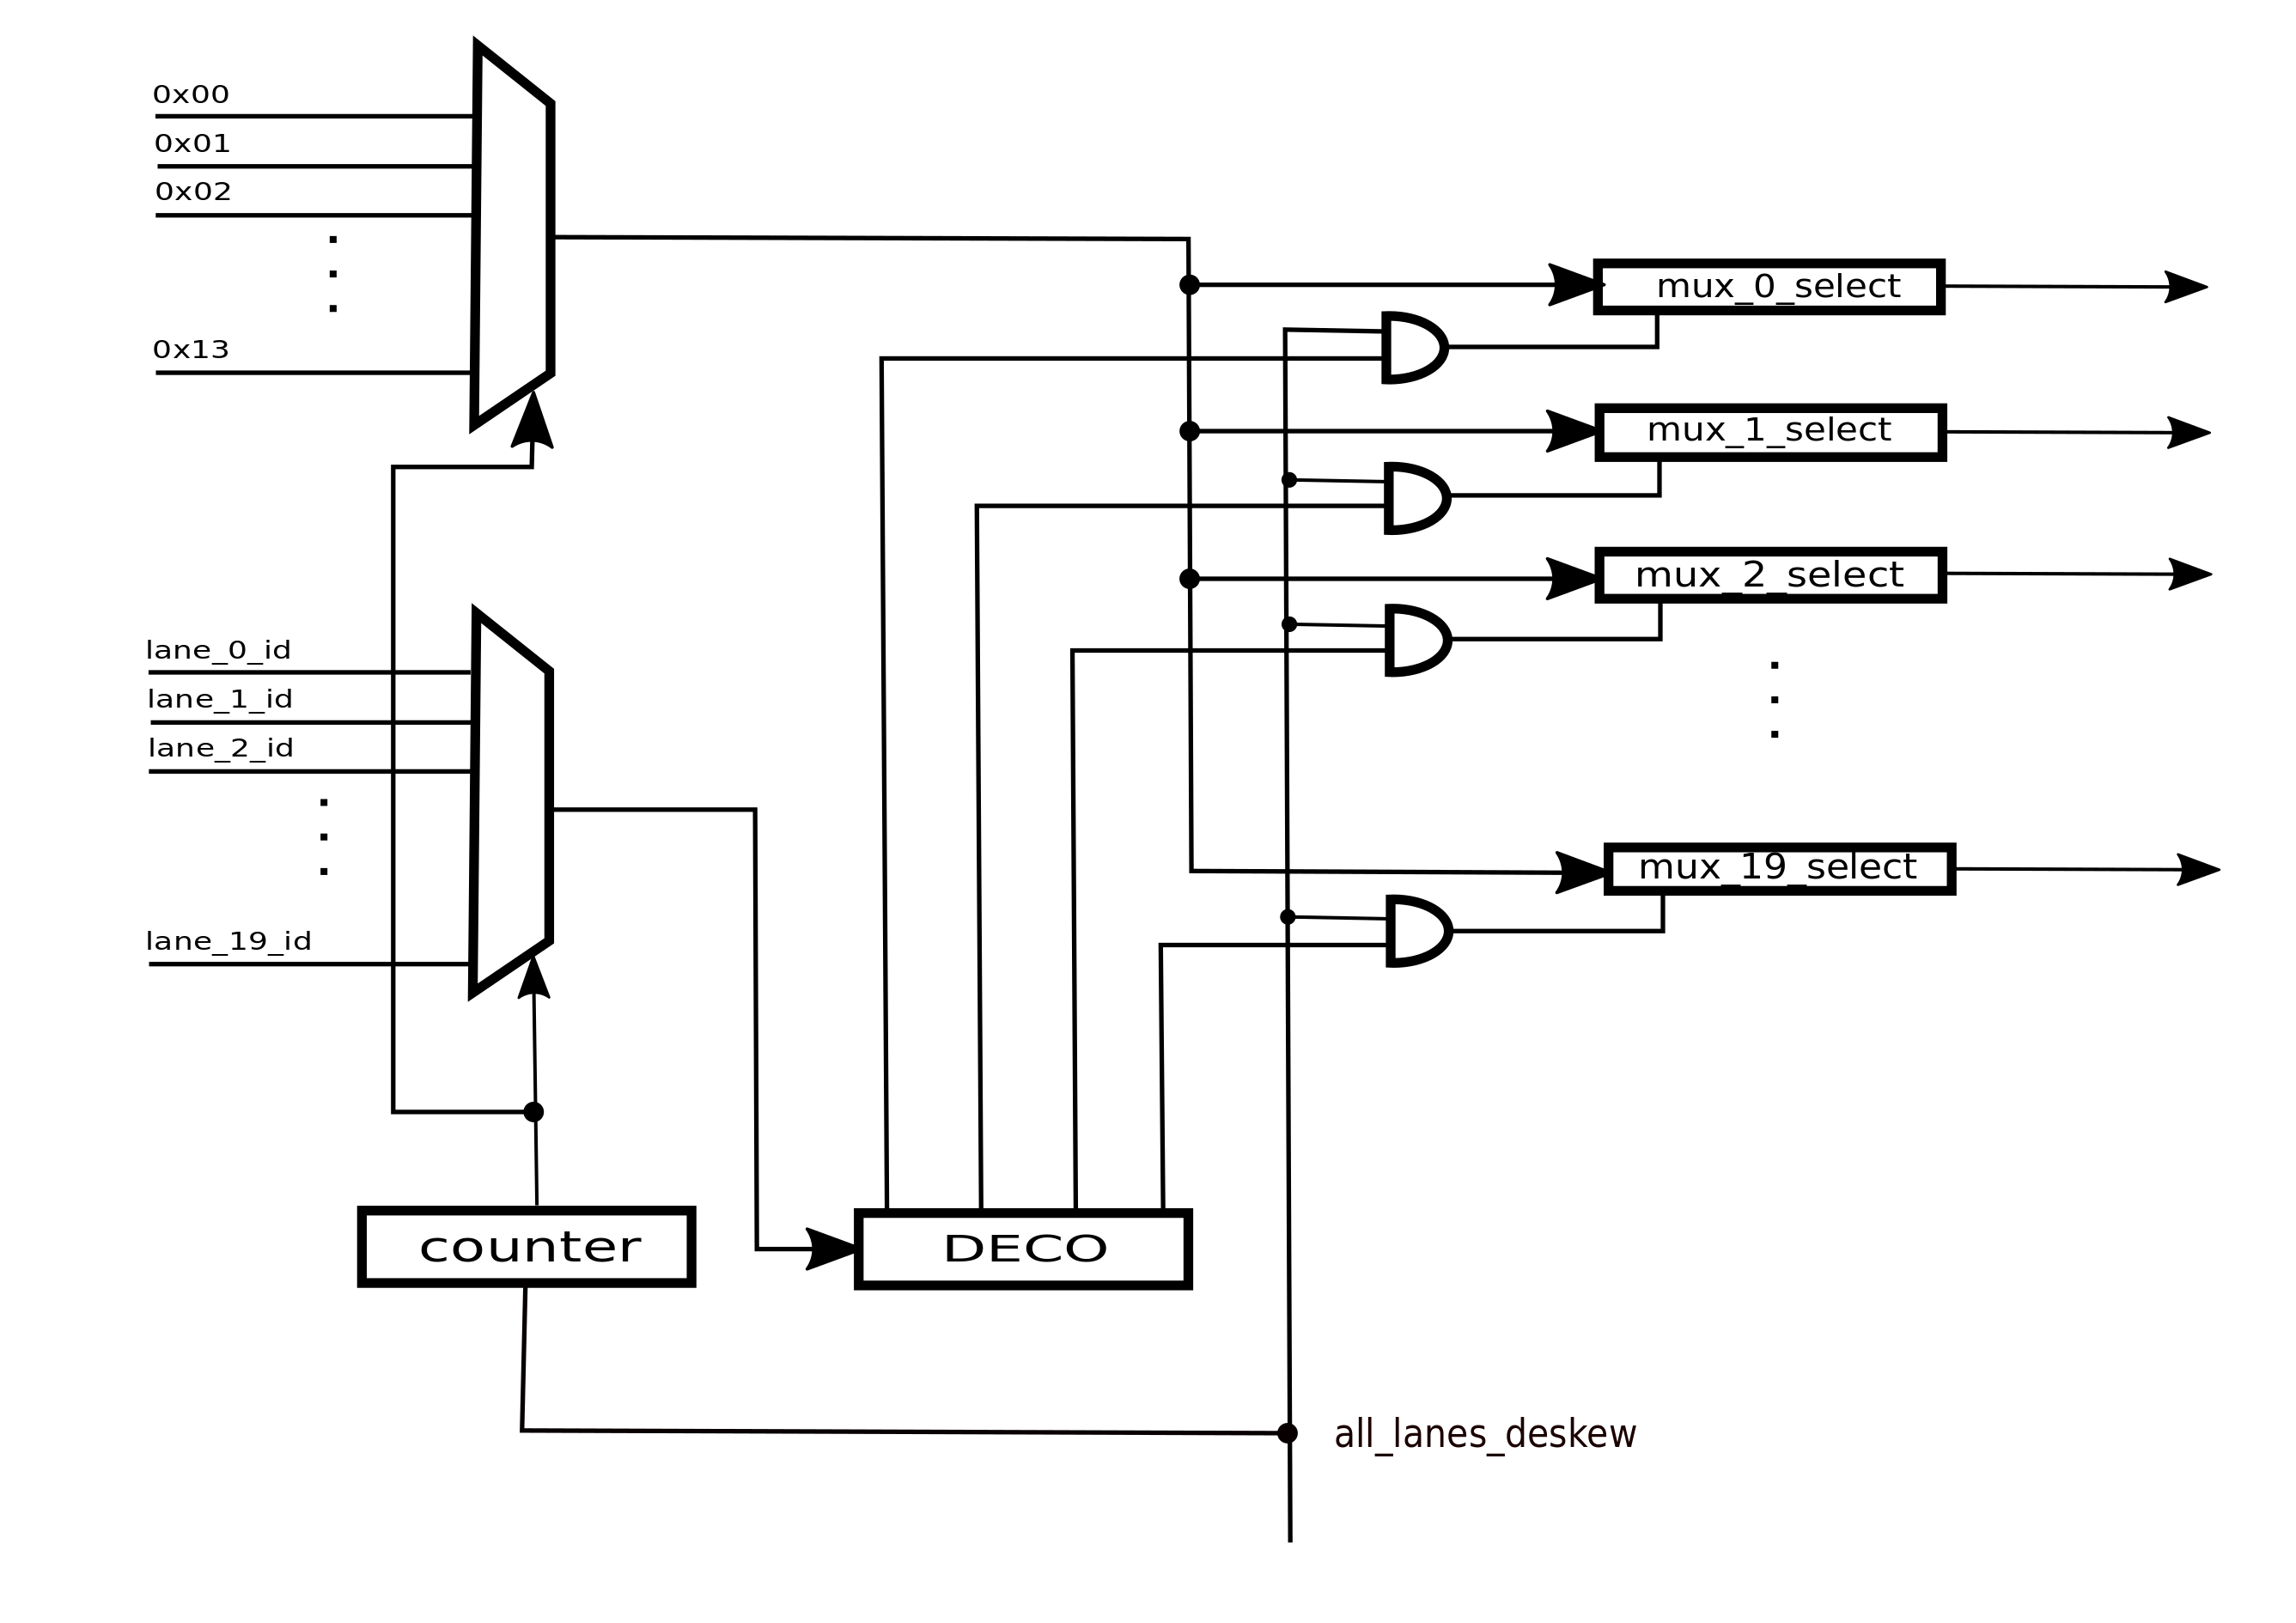 0x00
0x01
0x02
0x13
mux_0_select
mux_1_select
mux_2_select
mux_19_select
lane_0_id
lane_1_id
lane_2_id
lane_19_id
counter
DECO
all_lanes_deskew